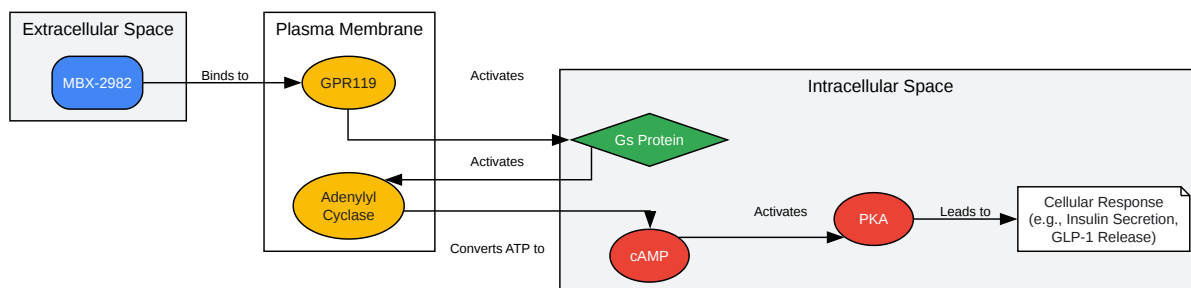 Extracellular Space
MBX-2982
Binds to
Plasma Membrane
GPR119
Activates
Intracellular Space
Gs Protein
Activates
Adenylyl
Cyclase
Converts ATP to
cAMP
Activates
PKA
Leads to
Cellular Response
(e.g., Insulin Secretion,
GLP-1 Release)